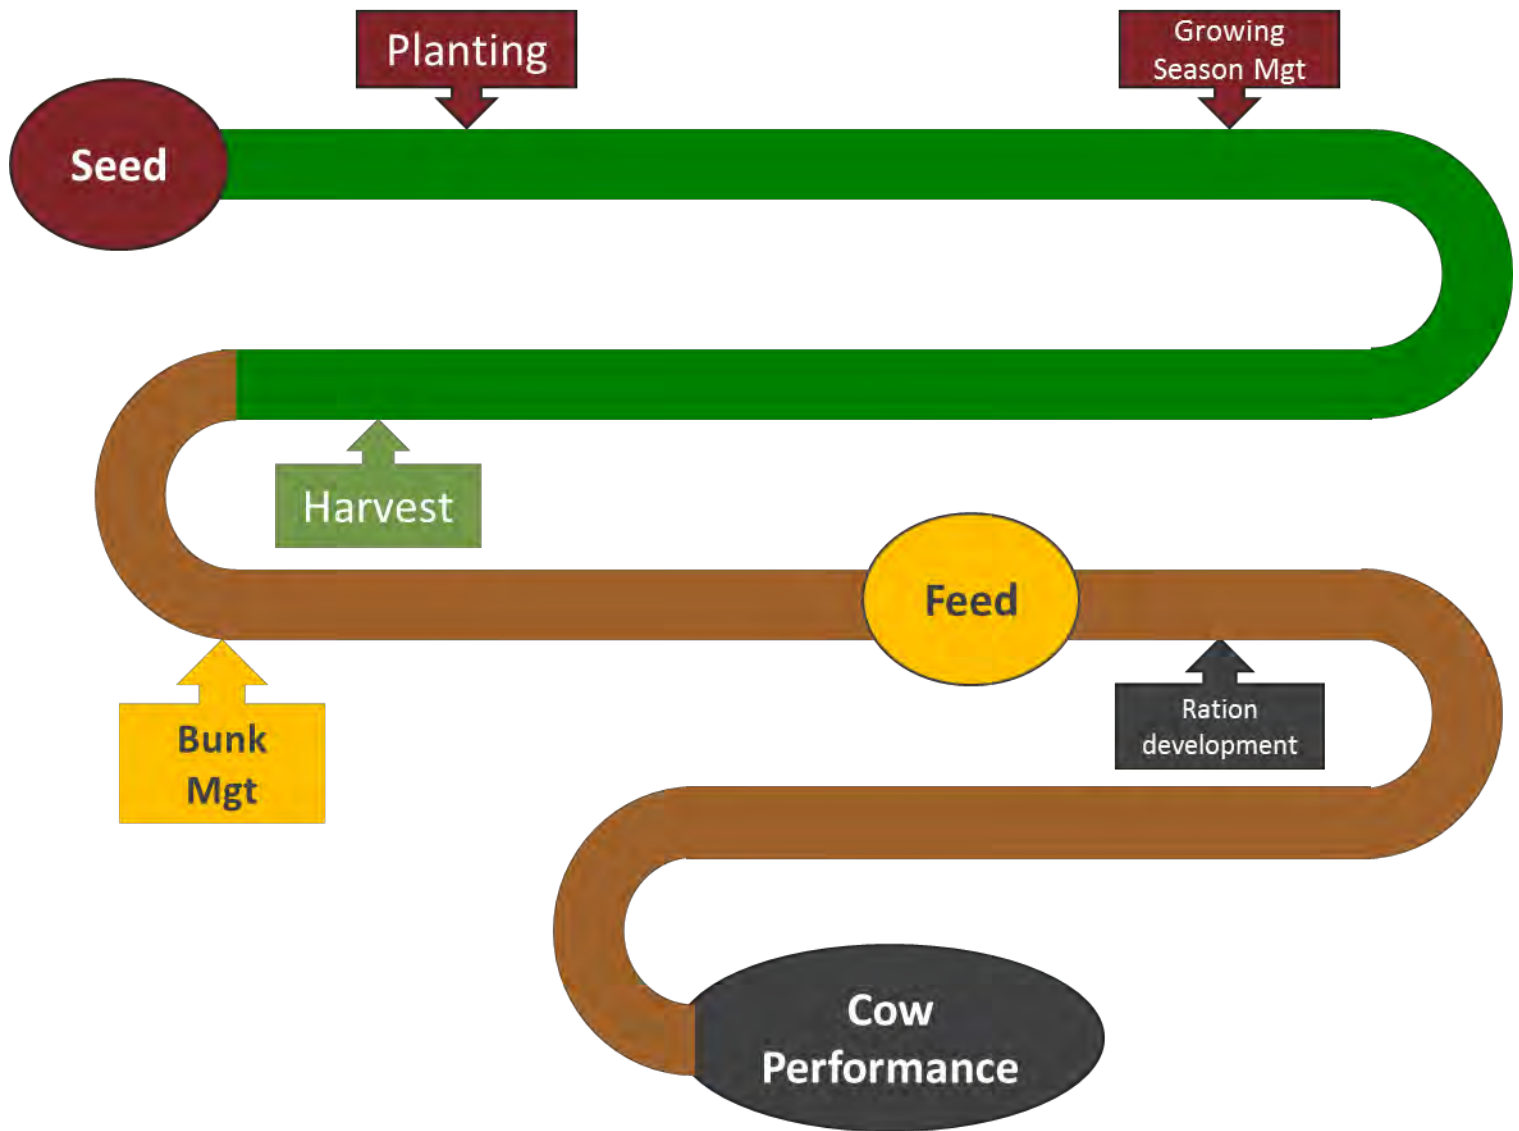 Planting
Growing
Season Mgt
Seed
Harvest
Feed
Ration
development
Bunk
Mgt
Cow
Performance